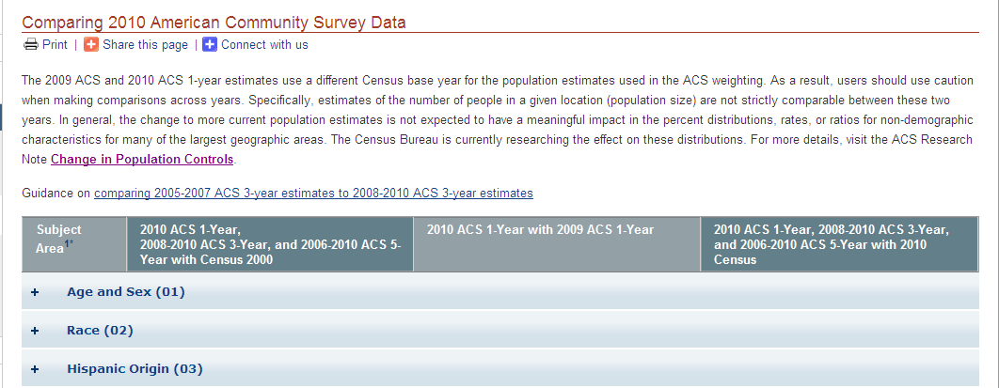 Comparing 2010 American Community Survey Data
Print | Share this page | Connect with us
The 2009 ACS and 2010 ACS 1-year estimates use a different Census base year for the population estimates used in the ACS weighting. As a result, users should use caution
when making comparisons across years. Specifically, estimates of the number of people in a given location (population size) are not strictly comparable between these two
years. In general, the change to more current population estimates is not expected to have a meaningful impact in the percent distributions, rates, or ratios for non-demographic
characteristics for many of the largest geographic areas. The Census Bureau is currently researching the effect on these distributions. For more details, visit the ACS Research
Note Change in Population Controls.
Guidance on comparing 2005-2007 ACS 3-year estimates to 2008-2010 ACS 3-year estimates
Subject
Area1*
2010 ACS 1-Year,
2008-2010 ACS 3-Year, and 2006-2010 ACS 5-
Year with Census 2000
2010 ACS 1-Year with 2009 ACS 1-Year
2010 ACS 1-Year, 2008-2010 ACS 3-Year,
and 2006-2010 ACS 5-Year with 2010
Census
+ Age and Sex (01)
+ Race (02)
+ Hispanic Origin (03)